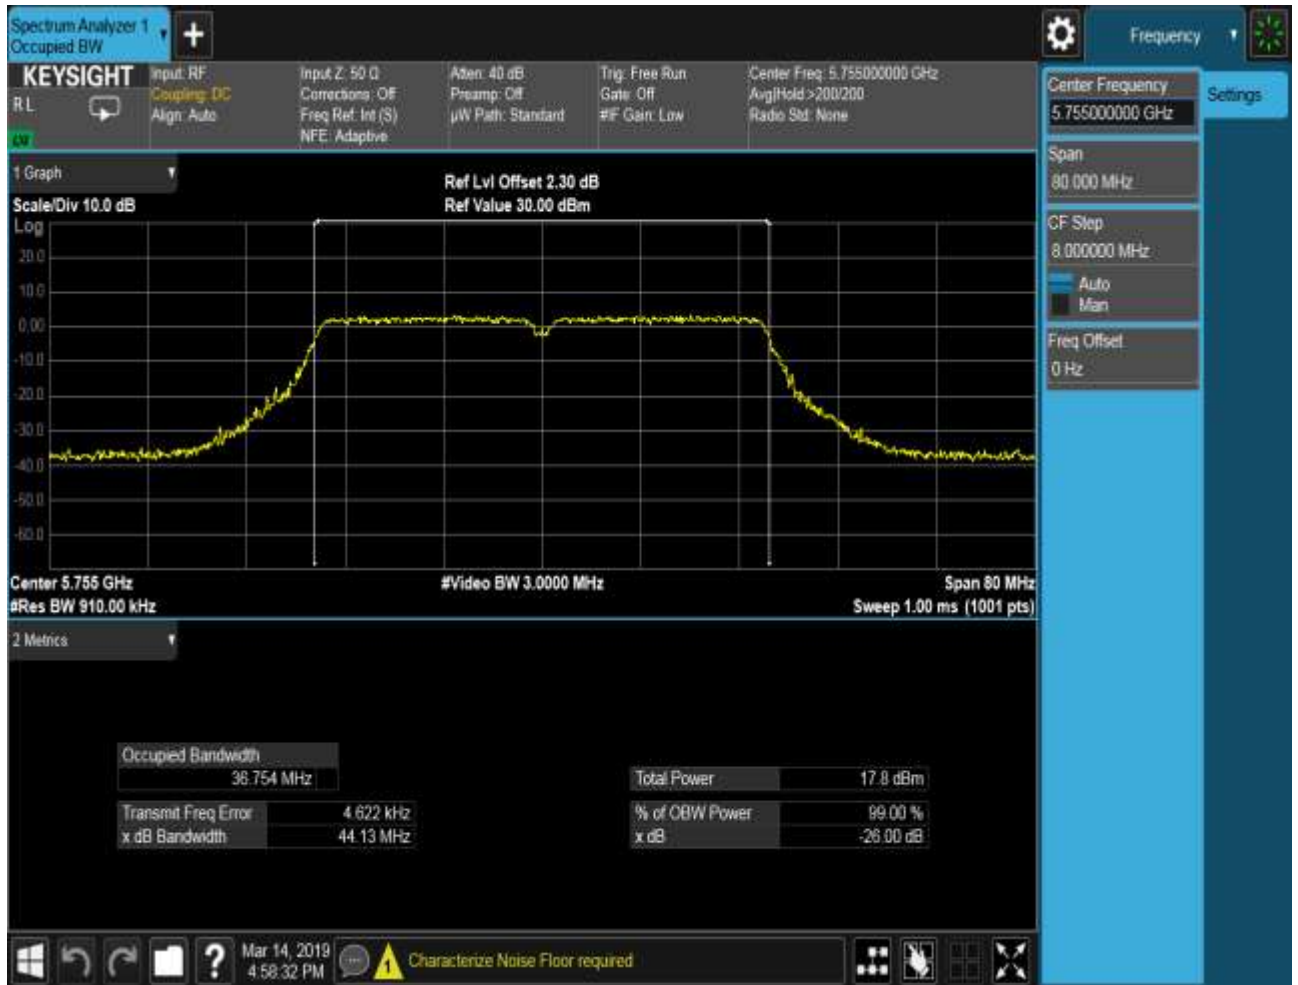 Spectrum Analyzer 1
Occupied BW
Frequency
KEYSIGHT
R L
Input: RF
Coupling: DC
Align: Auto
Input Z: 50 Ω
Corrections: Off
Freq Ref: Int (S)
NFE: Adaptive
Atten: 40 dB
Preamp: Off
µW Path: Standard
Trig: Free Run
Gate: Off
#IF Gain: Low
Center Freq: 5.755000000 GHz
Avg|Hold:>200/200
Radio Std: None
Center Frequency
5.755000000 GHz
Settings
Span
80.000 MHz
CF Step
8.000000 MHz
Auto
Man
Freq Offset
0 Hz
1 Graph
Scale/Div 10.0 dB
Ref Lvl Offset 2.30 dB
Ref Value 30.00 dBm
Log
20.0
10.0
0.00
-10.0
-20.0
-30.0
-40.0
-50.0
-60.0
Center 5.755 GHz
#Video BW 3.0000 MHz
Span 80 MHz
#Res BW 910.00 kHz
Sweep 1.00 ms (1001 pts)
2 Metrics
Occupied Bandwidth
36.754 MHz
Total Power 17.8 dBm
Transmit Freq Error 4.622 kHz
% of OBW Power 99.00 %
x dB Bandwidth 44.13 MHz
x dB -26.00 dB
?
Mar 14, 2019
4:58:32 PM
1
Characterize Noise Floor required